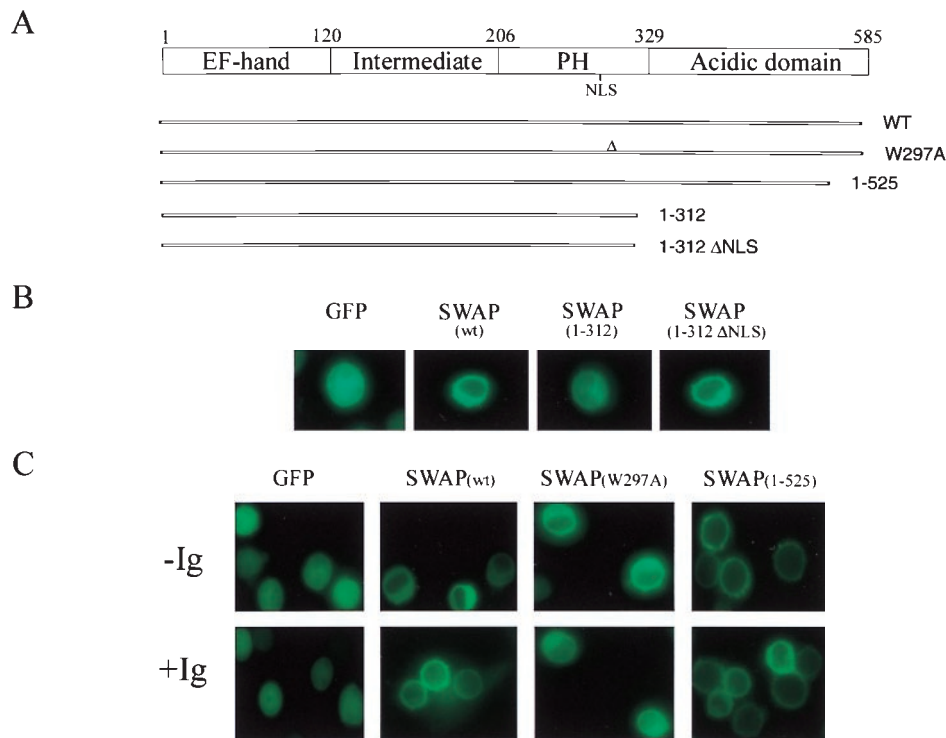 A
1 120 206 329 585
EF-hand Intermediate PH Acidic domain
NLS
WT
Δ
W297A
1-525
1-312
1-312 ΔNLS
B
GFP SWAP SWAP SWAP
(wt) (1-312) (1-312 ΔNLS)
C
GFP SWAP(wt) SWAP(W297A) SWAP(1-525)
-Ig
+Ig